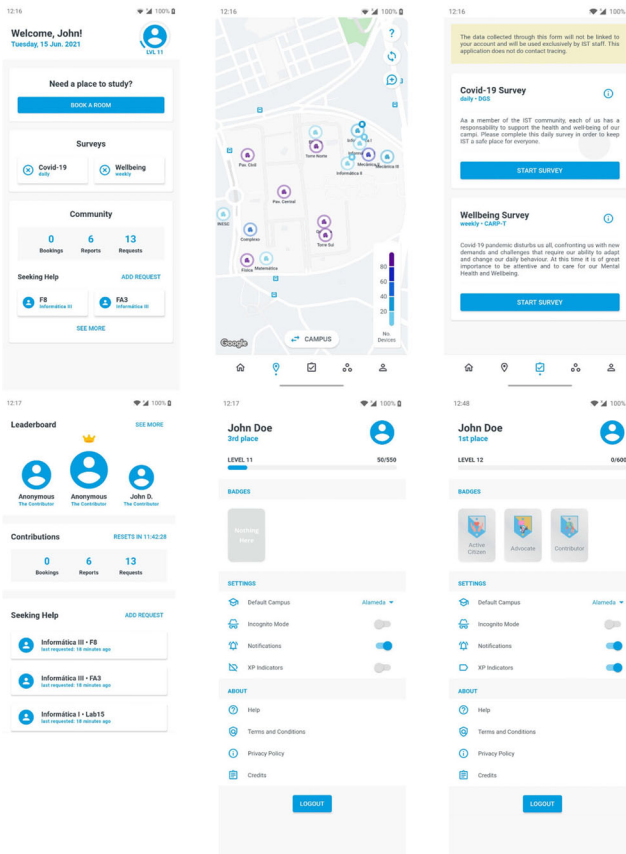 12:16
100%
Welcome, John!
Tuesday, 15 Jun. 2021
LVL 11
Need a place to study?
BOOK A ROOM
Surveys
Covid-19
daily
Wellbeing
weekly
Community
0
6
13
Bookings
Reports
Requests
Seeking Help
ADD REQUEST
F8
Informática III
FA3
Informática III
SEE MORE
12:16
100%
?
Pav. Civil
Torre Norte
Informática II
Mecânica II
Mecânica III
Pav. Central
INESC
Complexo
Torre Sul
Física
Matemática
80
60
40
20
No.
Devices
Google
CAMPUS
12:16
100%
The data collected through this form will not be linked to
your account and will be used exclusively by IST staff. This
application does not do contact tracing.
Covid-19 Survey
daily • DGS
Aa a member of the IST community, each of us has a
responsability to support the health and well-being of our
campi. Please complete this daily survey in order to keep
IST a safe place for everyone.
START SURVEY
Wellbeing Survey
weekly • CARP-T
Covid-19 pandemic disturbs us all, confronting us with new
demands and challenges that require our ability to adapt
and change our daily behaviour. At this time it is of great
importance to be attentive and to care for our Mental
Health and Wellbeing.
START SURVEY
12:17
100%
Leaderboard
SEE MORE
Anonymous
The Contributor
Anonymous
The Contributor
John D.
The Contributor
Contributions
RESETS IN 11:42:28
0
6
13
Bookings
Reports
Requests
Seeking Help
ADD REQUEST
Informática III • F8
last requested: 18 minutes ago
Informática III • FA3
last requested: 18 minutes ago
Informática I • Lab15
last requested: 18 minutes ago
12:17
100%
John Doe
3rd place
LEVEL 11
50/550
BADGES
Nothing
Here
SETTINGS
Default Campus
Alameda
Incognito Mode
Notifications
XP Indicators
ABOUT
Help
Terms and Conditions
Privacy Policy
Credits
LOGOUT
12:48
100%
John Doe
1st place
LEVEL 12
0/600
BADGES
Active
Citizen
Advocate
Contributor
SETTINGS
Default Campus
Alameda
Incognito Mode
Notifications
XP Indicators
ABOUT
Help
Terms and Conditions
Privacy Policy
Credits
LOGOUT